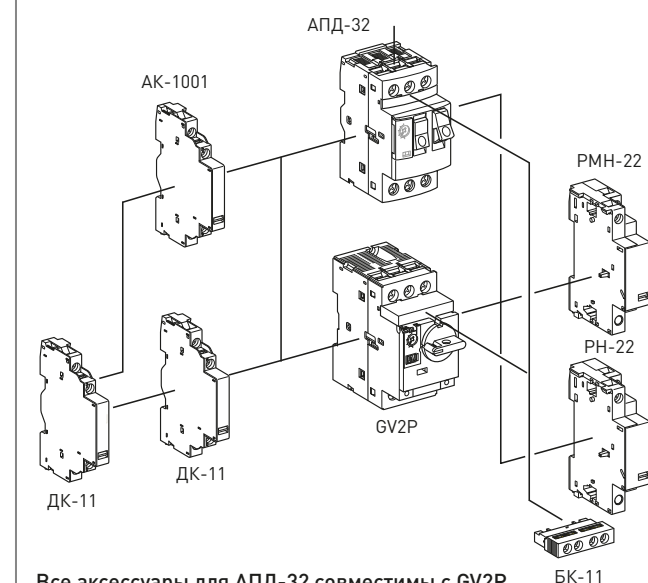 АПД-32
АК-1001
РМН-22
РН-22
GV2P
ДК-11
ДК-11
БК-11
Все аксессуары для АПД-32 совместимы с GV2P